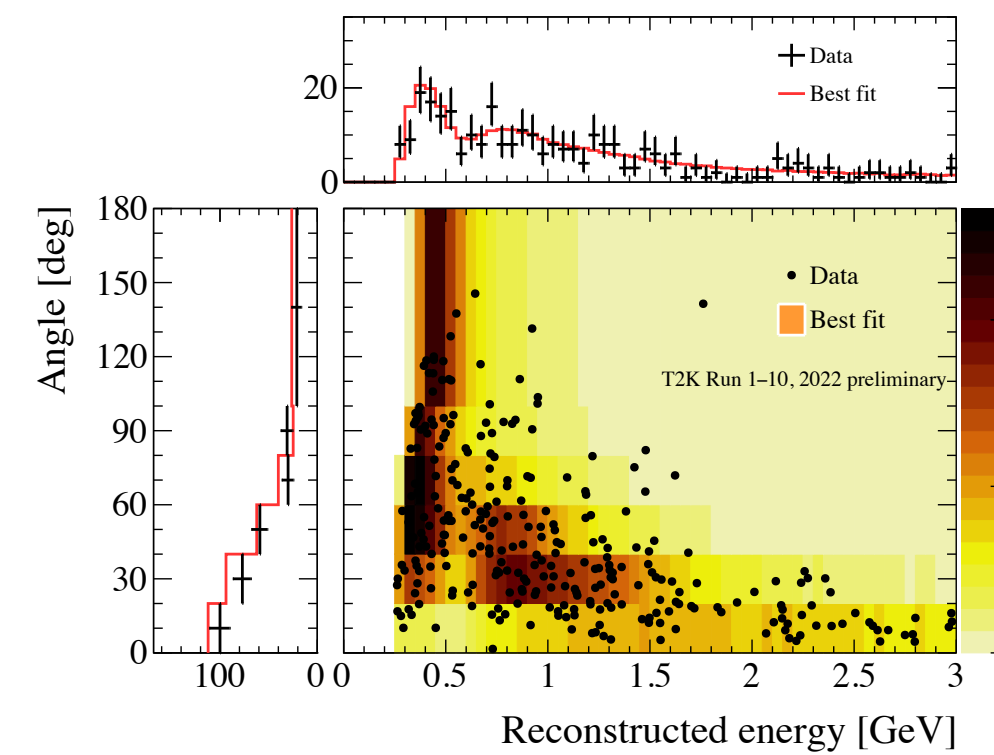 20
0
Data
Best fit
Angle [deg]
180
150
120
90
60
30
0
Data
Best fit
T2K Run 1–10, 2022 preliminary
100
0
0
0.5
1
1.5
2
2.5
3
Reconstructed energy [GeV]